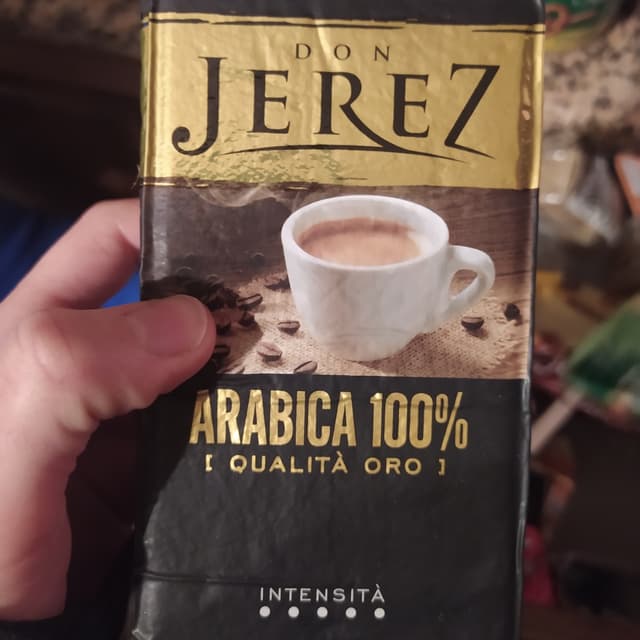 DON
JEREZ
ARABICA 100%
[ QUALITÀ ORO ]
INTENSITÀ